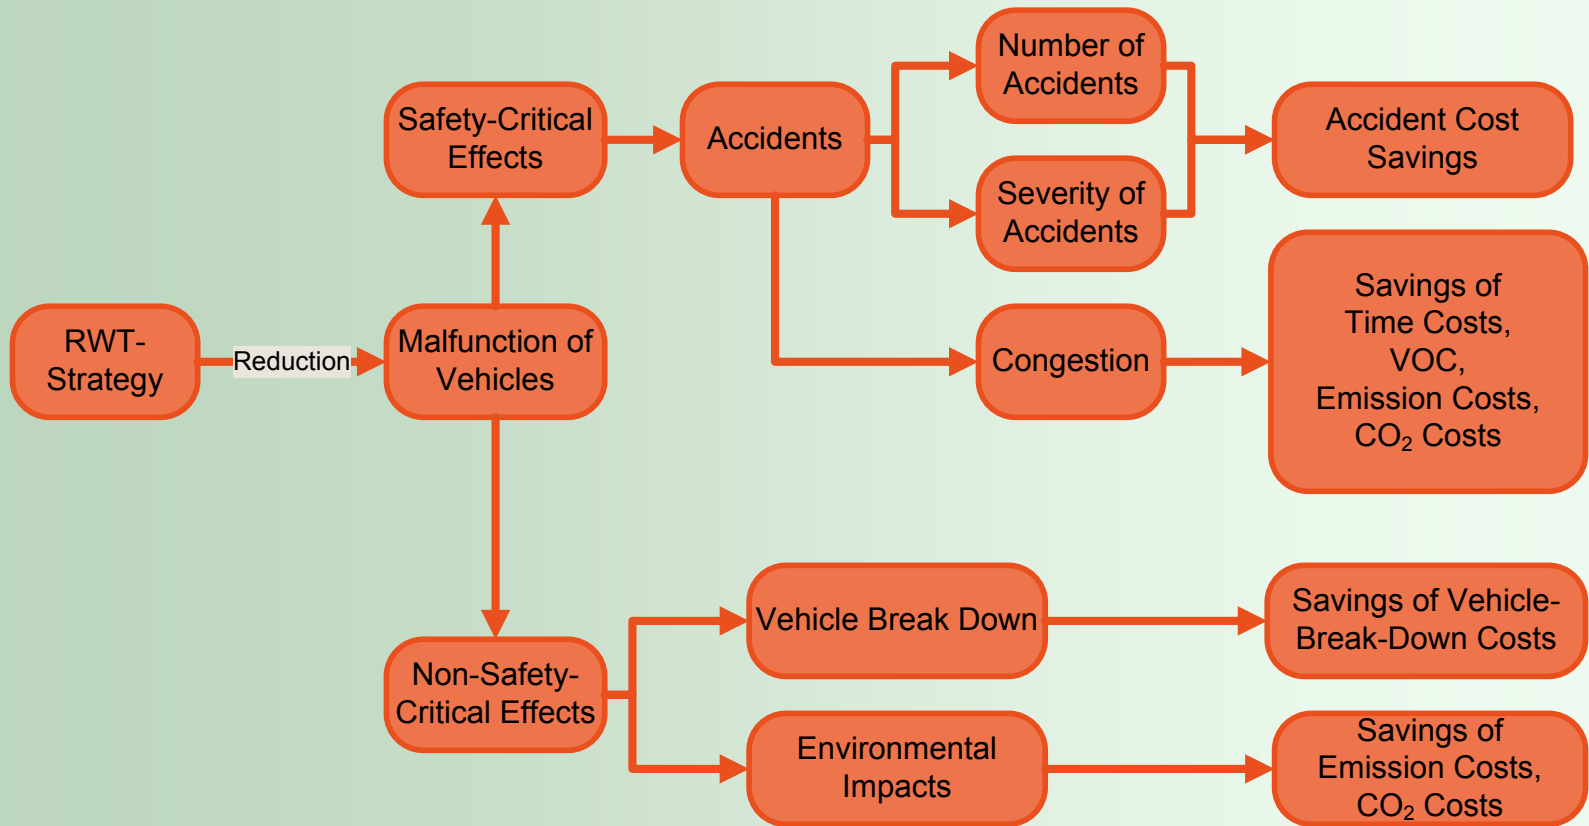 RWT-
Strategy
Reduction
Malfunction of
Vehicles
Safety-Critical
Effects
Accidents
Number of
Accidents
Severity of
Accidents
Accident Cost
Savings
Congestion
Savings of
Time Costs,
VOC,
Emission Costs,
CO₂ Costs
Non-Safety-
Critical Effects
Vehicle Break Down
Savings of Vehicle-
Break-Down Costs
Environmental
Impacts
Savings of
Emission Costs,
CO₂ Costs